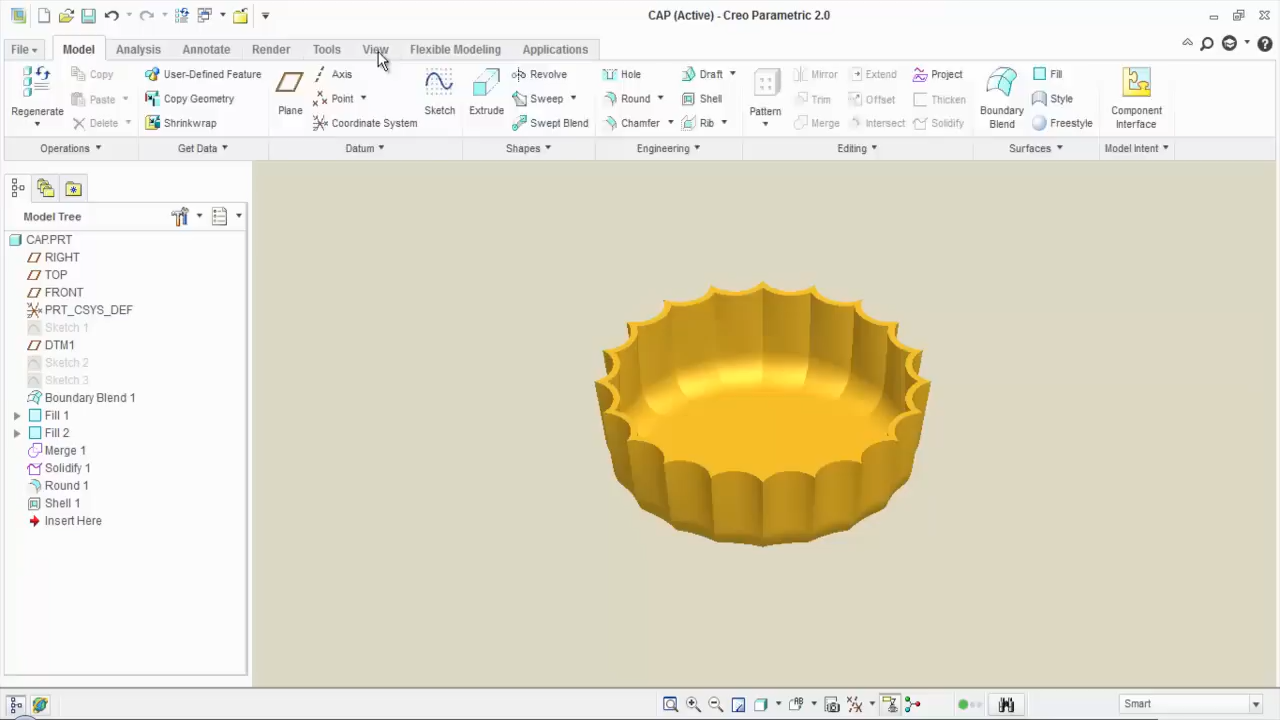 CAP (Active) - Creo Parametric 2.0
File Model Analysis Annotate Render Tools View Flexible Modeling Applications
Regenerate Copy Paste Delete
User-Defined Feature Copy Geometry Shrinkwrap
Plane Axis Point Coordinate System Sketch
Extrude Revolve Sweep Swept Blend
Hole Round Chamfer Draft Shell Rib
Pattern Mirror Trim Merge Extend Offset Intersect Project Thicken Solidify
Boundary Blend Fill Style Freestyle
Component Interface
Operations Get Data Datum Shapes Engineering Editing Surfaces Model Intent
Model Tree
CAP.PRT
RIGHT
TOP
FRONT
PRT_CSYS_DEF
Sketch 1
DTM1
Sketch 2
Sketch 3
Boundary Blend 1
Fill 1
Fill 2
Merge 1
Solidify 1
Round 1
Shell 1
Insert Here
Smart